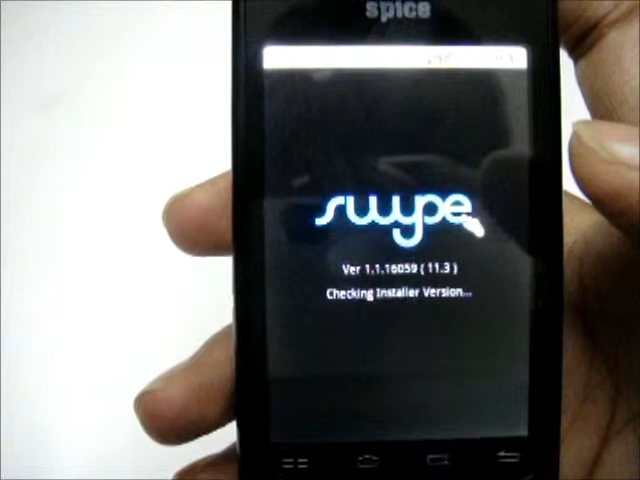 spice
swype
Ver 1.1.16059 ( 11.3 )
Checking Installer Version...